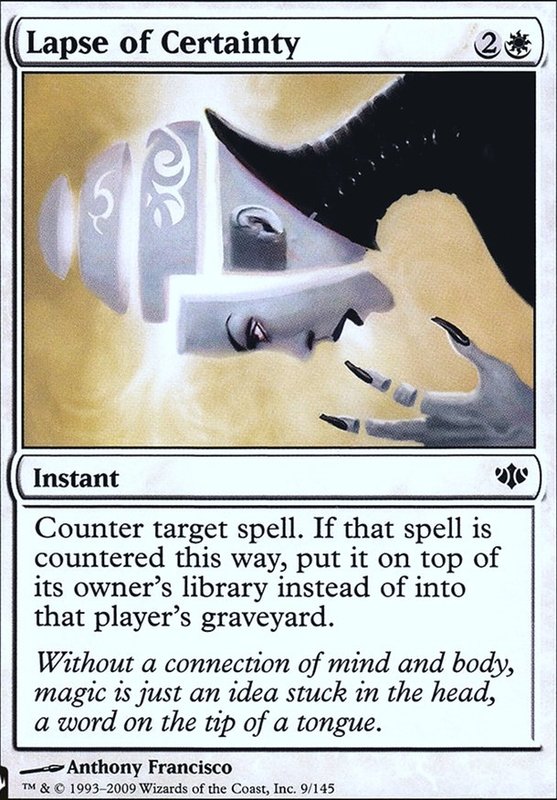 Lapse of Certainty 2
Instant
Counter target spell. If that spell is
countered this way, put it on top of
its owner's library instead of into
that player's graveyard.
Without a connection of mind and body,
magic is just an idea stuck in the head,
a word on the tip of a tongue.
Anthony Francisco
™ & © 1993–2009 Wizards of the Coast, Inc. 9/145